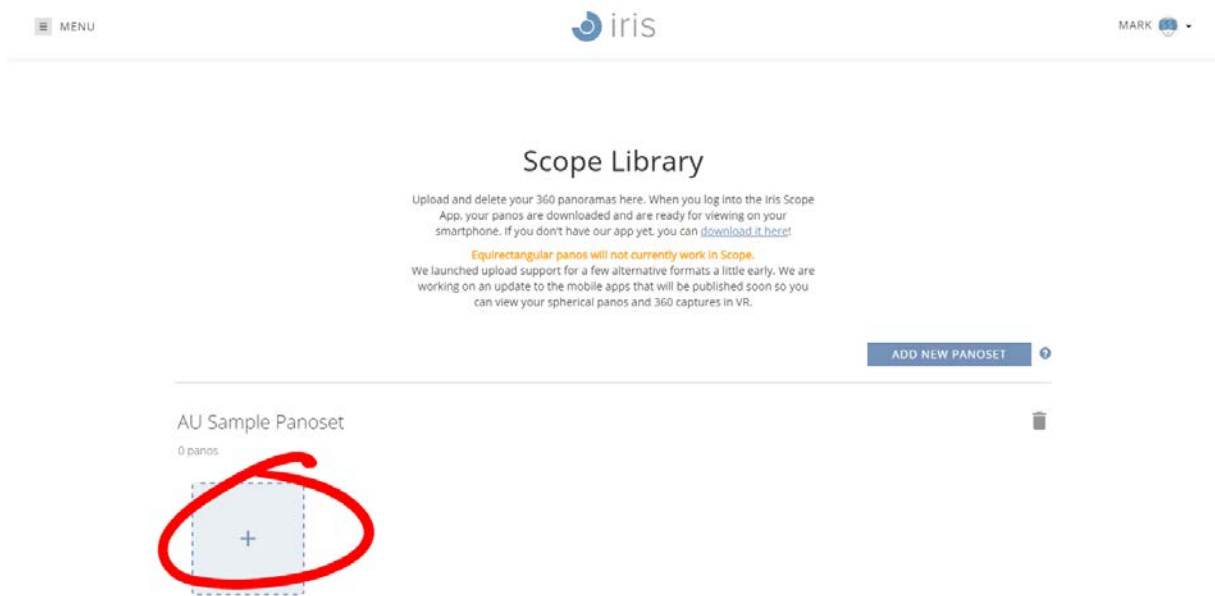 MENU
iris
MARK
Scope Library
Upload and delete your 360 panoramas here. When you log into the Iris Scope
App, your panos are downloaded and are ready for viewing on your
smartphone. If you don't have our app yet, you can download it here!
Equirectangular panos will not currently work in Scope.
We launched upload support for a few alternative formats a little early. We are
working on an update to the mobile apps that will be published soon so you
can view your spherical panos and 360 captures in VR.
ADD NEW PANOSET ?
AU Sample Panoset
0 panos
+